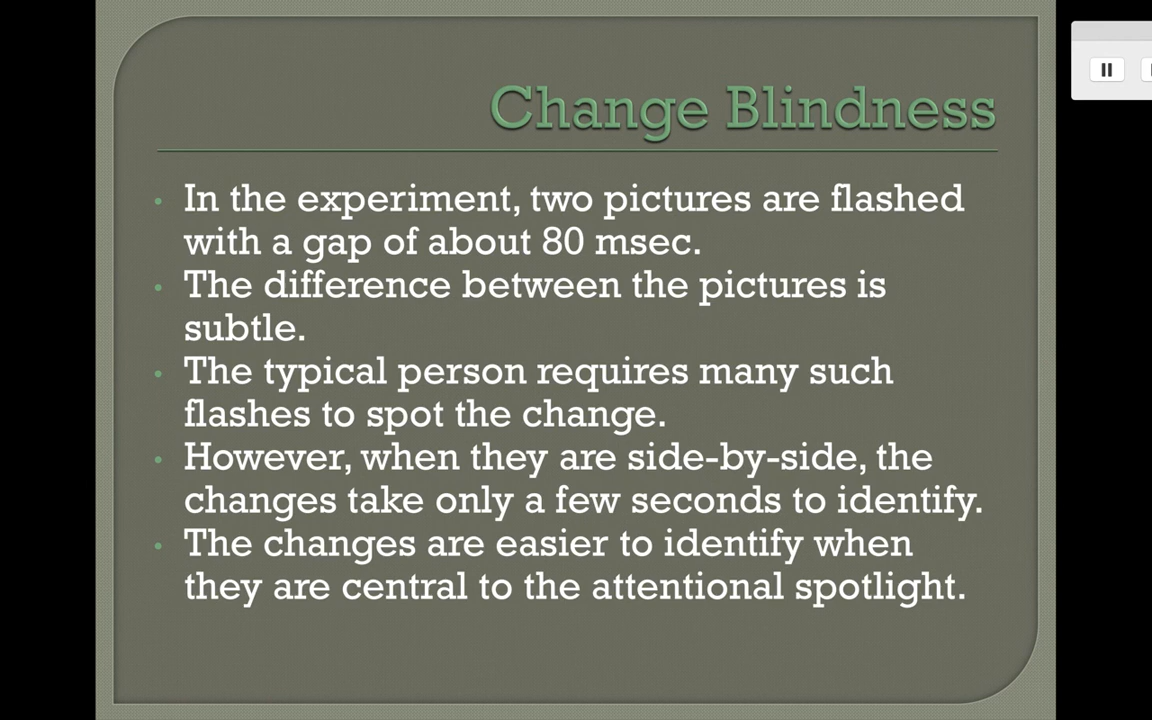 Change Blindness
• In the experiment, two pictures are flashed
with a gap of about 80 msec.
• The difference between the pictures is
subtle.
• The typical person requires many such
flashes to spot the change.
• However, when they are side-by-side, the
changes take only a few seconds to identify.
• The changes are easier to identify when
they are central to the attentional spotlight.